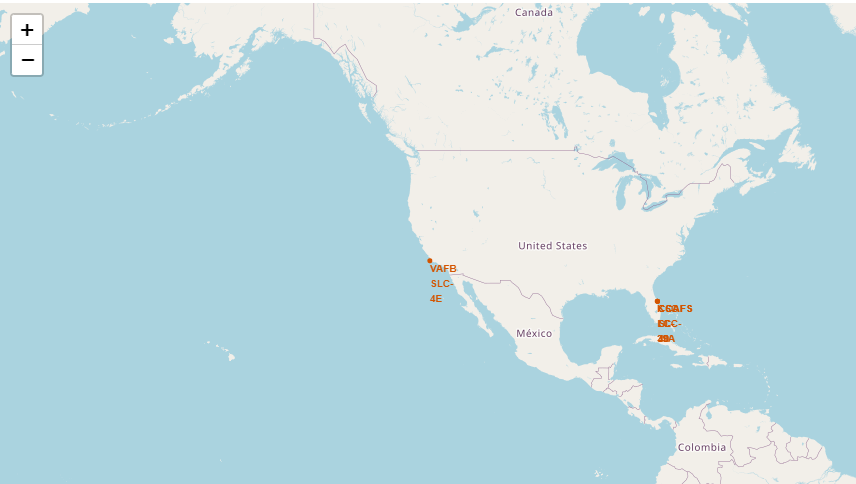 +
Canada
−
United States
VAFB
SLC-
4E
México
Colombia